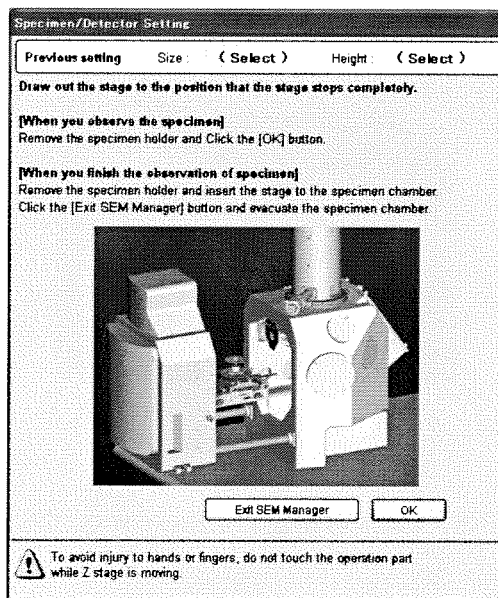 Specimen/Detector Setting
Previous setting Size : ( Select ) Height : ( Select )
Draw out the stage to the position that the stage stops completely.
[When you observe the specimen]
Remove the specimen holder and Click the [OK] button.
[When you finish the observation of specimen]
Remove the specimen holder and insert the stage to the specimen chamber
Click the [Exit SEM Manager] button and evacuate the specimen chamber
Exit SEM Manager OK
To avoid injury to hands or fingers, do not touch the operation part
while Z stage is moving.